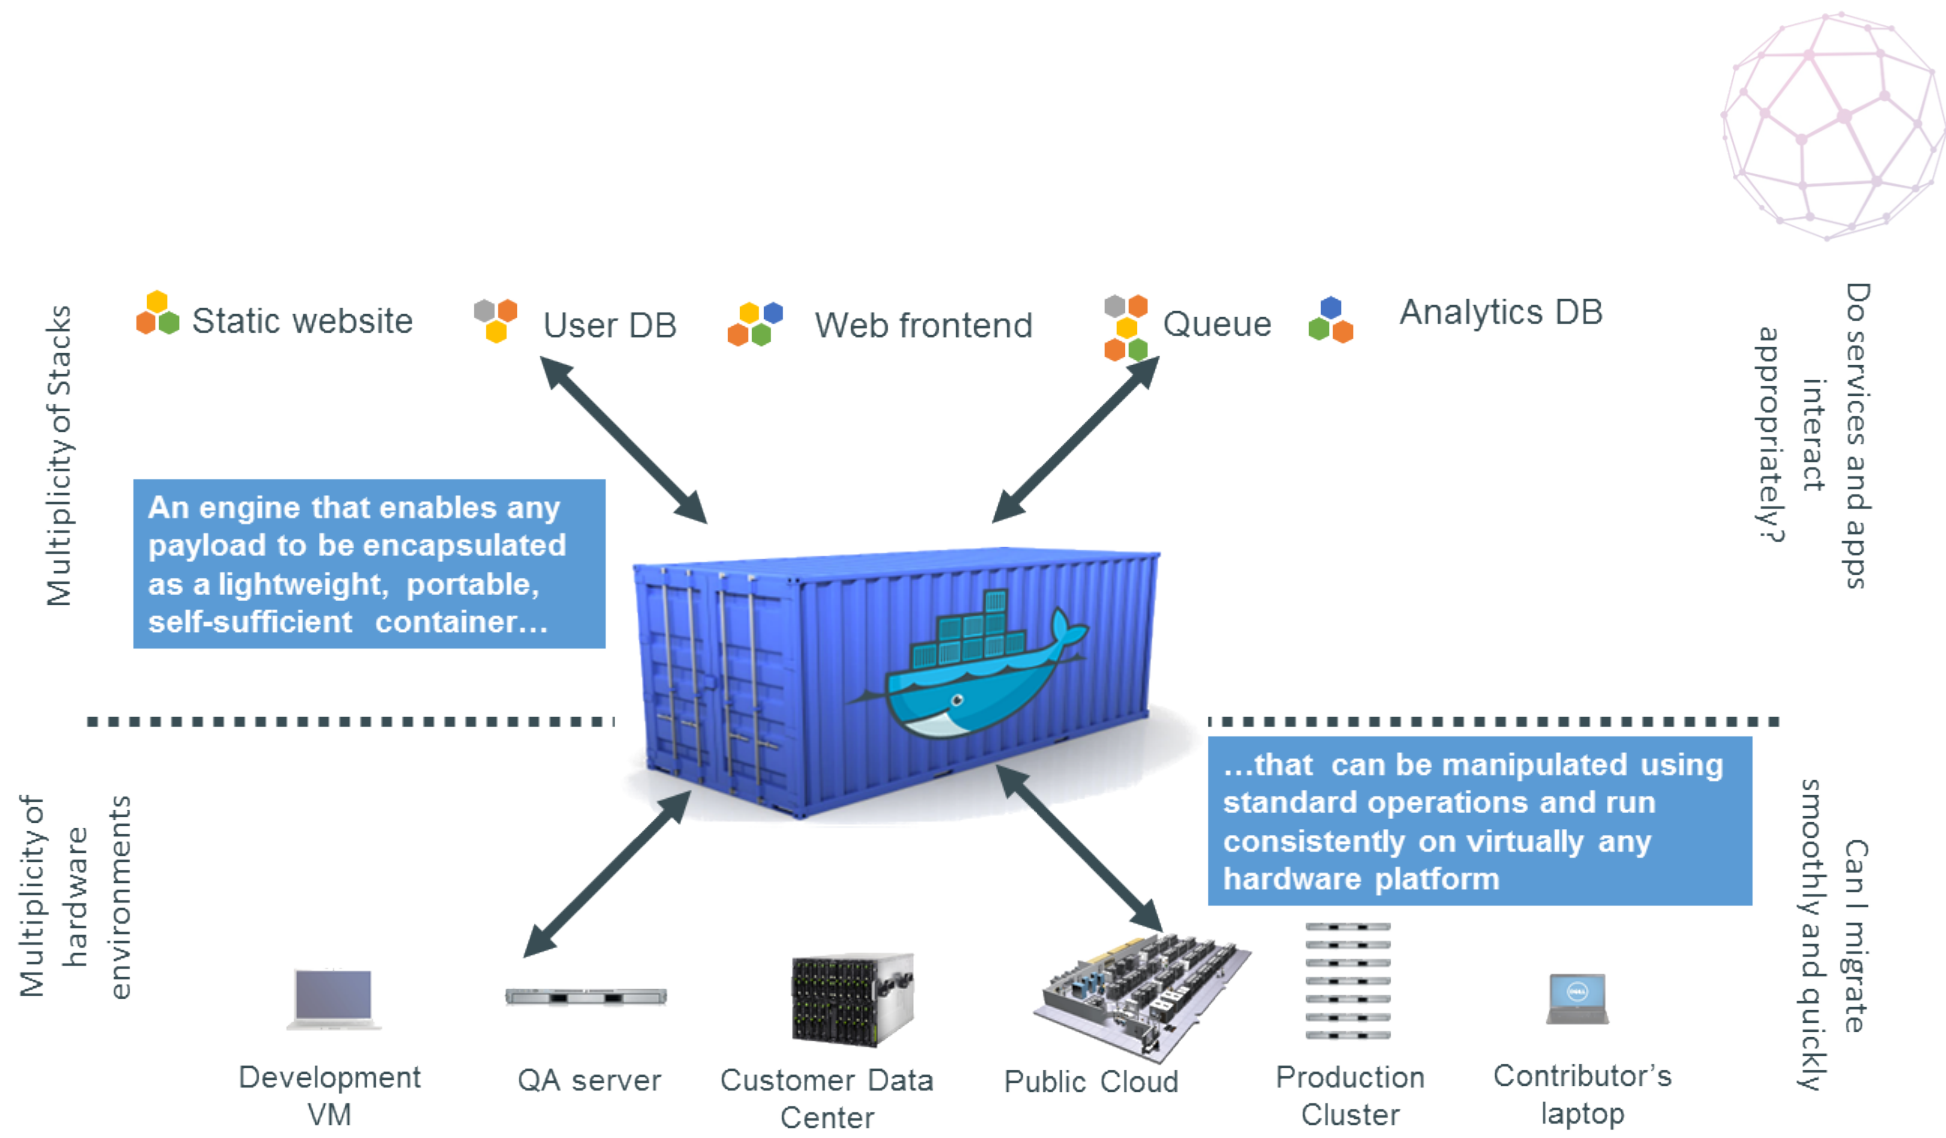 Static website
User DB
Web frontend
Queue
Analytics DB
Multiplicity of Stacks
Do services and apps
interact
appropriately?
An engine that enables any
payload to be encapsulated
as a lightweight, portable,
self-sufficient container…
…that can be manipulated using
standard operations and run
consistently on virtually any
hardware platform
Multiplicity of
hardware
environments
Can I migrate
smoothly and quickly
DELL
Development
VM
QA server
Customer Data
Center
Public Cloud
Production
Cluster
Contributor’s
laptop